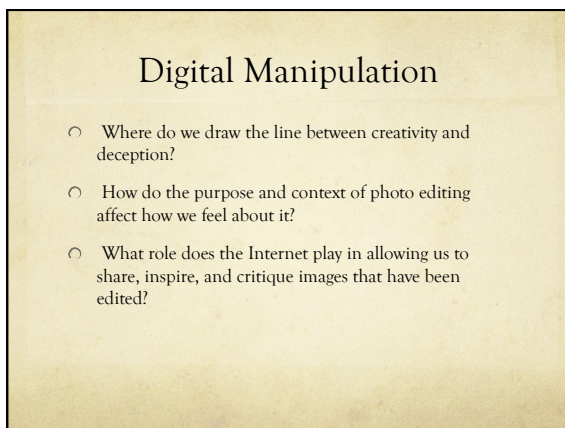 Digital Manipulation
Where do we draw the line between creativity and
deception?
How do the purpose and context of photo editing
affect how we feel about it?
What role does the Internet play in allowing us to
share, inspire, and critique images that have been
edited?